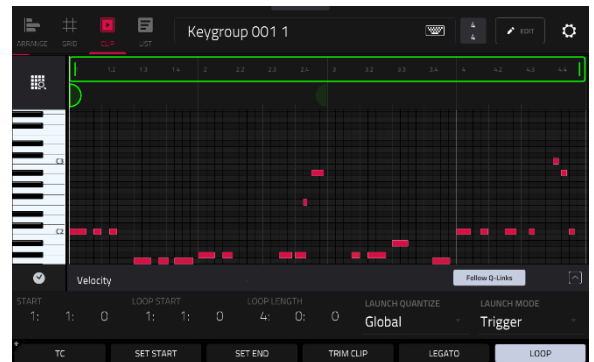 Keygroup 001 1
4
4
EDIT
ARRANGE GRID CLIP LIST
1.2 1.3 1.4 2 2.2 2.3 2.4 3 3.2 3.3 3.4 4 4.2 4.3 4.4
C3
C2
Velocity
Follow Q-Links
START LOOP START LOOP LENGTH LAUNCH QUANTIZE LAUNCH MODE
1: 1: 0 1: 1: 0 4: 0: 0 Global Trigger
TC SET START SET END TRIM CLIP LEGATO LOOP